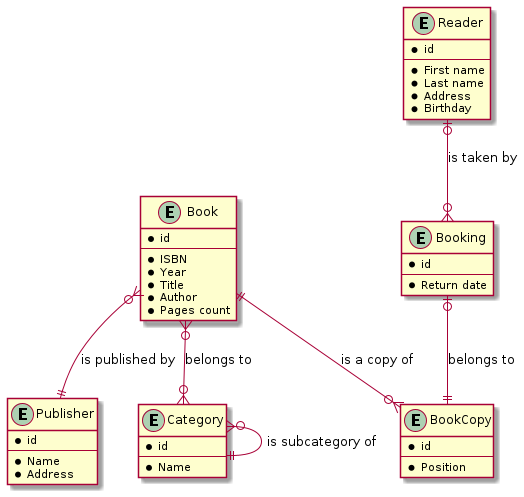 E Reader
id
First name
Last name
Address
Birthday
is taken by
E Book
id
ISBN
Year
Title
Author
Pages count
E Booking
id
Return date
is published by
belongs to
is a copy of
belongs to
E Publisher
id
Name
Address
E Category
id
Name
is subcategory of
E BookCopy
id
Position